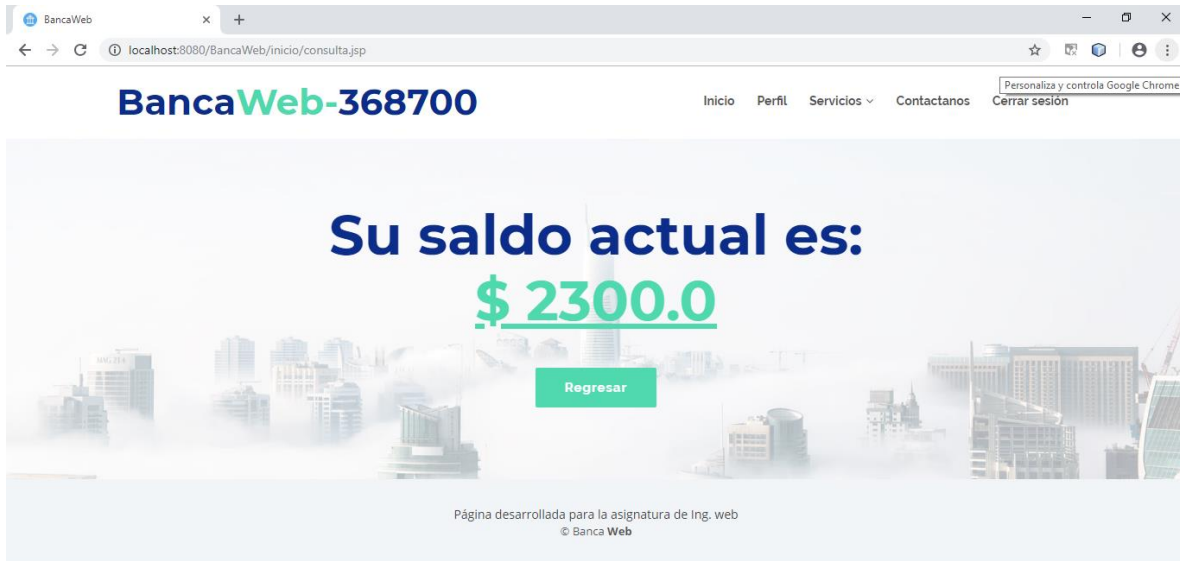 BancaWeb
localhost:8080/BancaWeb/inicio/consulta.jsp
Personaliza y controla Google Chrome
BancaWeb-368700
Inicio Perfil Servicios Contactanos Cerrar sesión
Su saldo actual es:
$ 2300.0
Regresar
Página desarrollada para la asignatura de Ing. web
© Banca Web